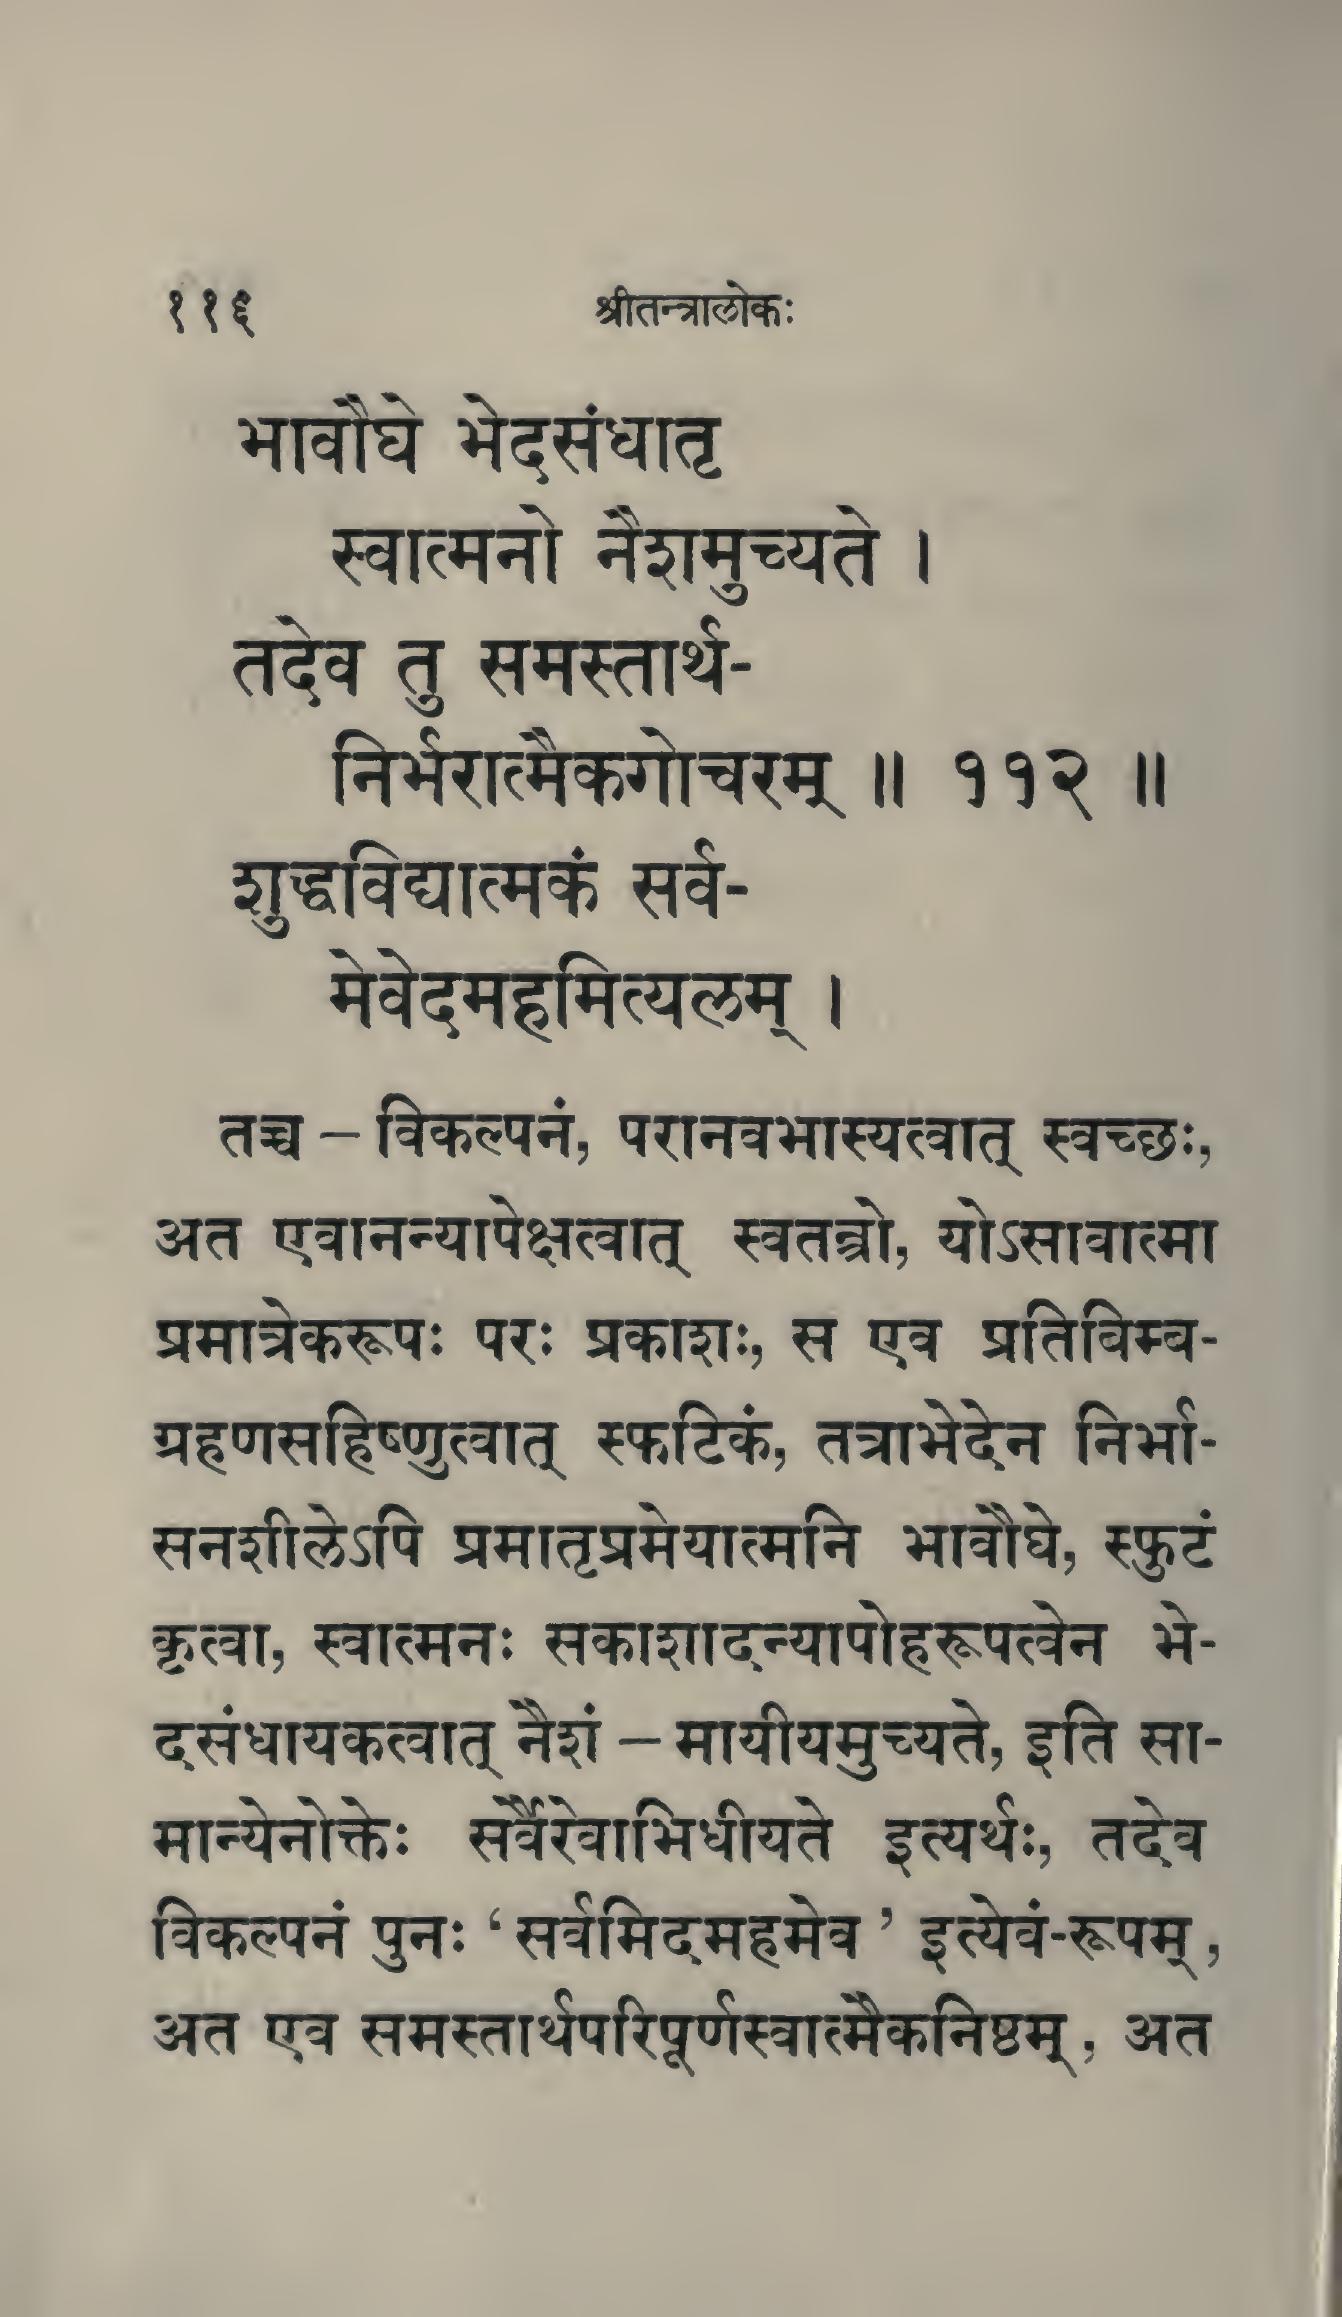 ११६ श्रीतन्त्रालोकः
भावौघे भेदसंधातृ
स्वात्मनो नैशमुच्यते ।
तदेव तु समस्तार्थ-
निर्भरात्मैकगोचरम् ॥ ११२ ॥
शुद्धविद्यात्मकं सर्व-
मेवेदमहमित्यलम् ।
तच्च – विकल्पनं, परानवभास्यत्वात् स्वच्छः,
अत एवानन्यापेक्षत्वात् स्वतन्त्रो, योऽसावात्मा
प्रमात्रेकरूपः परः प्रकाशः, स एव प्रतिबिम्ब-
ग्रहणसहिष्णुत्वात् स्फटिकं, तत्राभेदेन निर्भा-
सनशीलेऽपि प्रमातृप्रमेयात्मनि भावौघे, स्फुटं
कृत्वा, स्वात्मनः सकाशादन्यापोहरूपत्वेन भे-
दसंधायकत्वात् नैशं – मायीयमुच्यते, इति सा-
मान्येनोक्तेः सर्वैरेवाभिधीयते इत्यर्थः, तदेव
विकल्पनं पुनः ‘सर्वमिदमहमेव’ इत्येवं-रूपम्,
अत एव समस्तार्थपरिपूर्णस्वात्मैकनिष्ठम्, अत